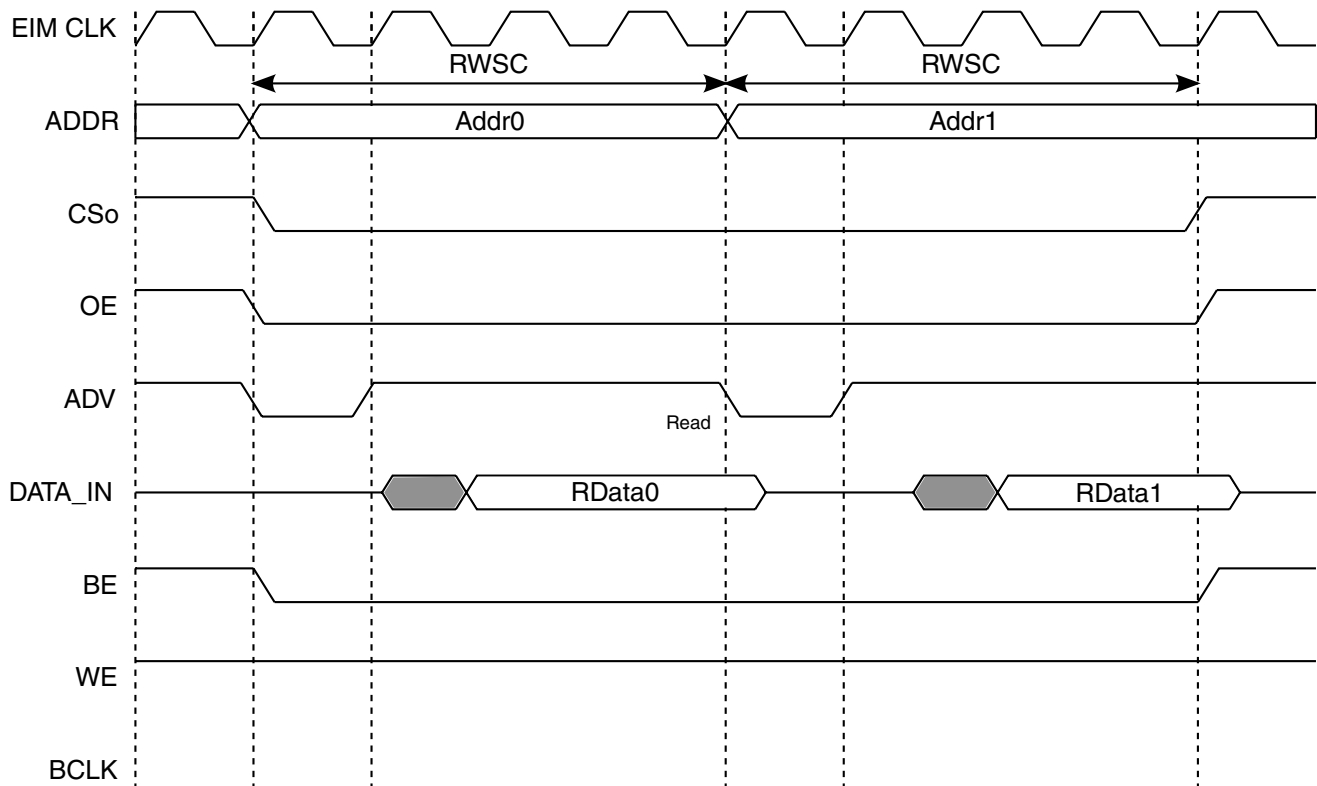 EIM CLK
RWSC RWSC
ADDR Addr0 Addr1
CSo
OE
ADV
Read
DATA_IN RData0 RData1
BE
WE
BCLK